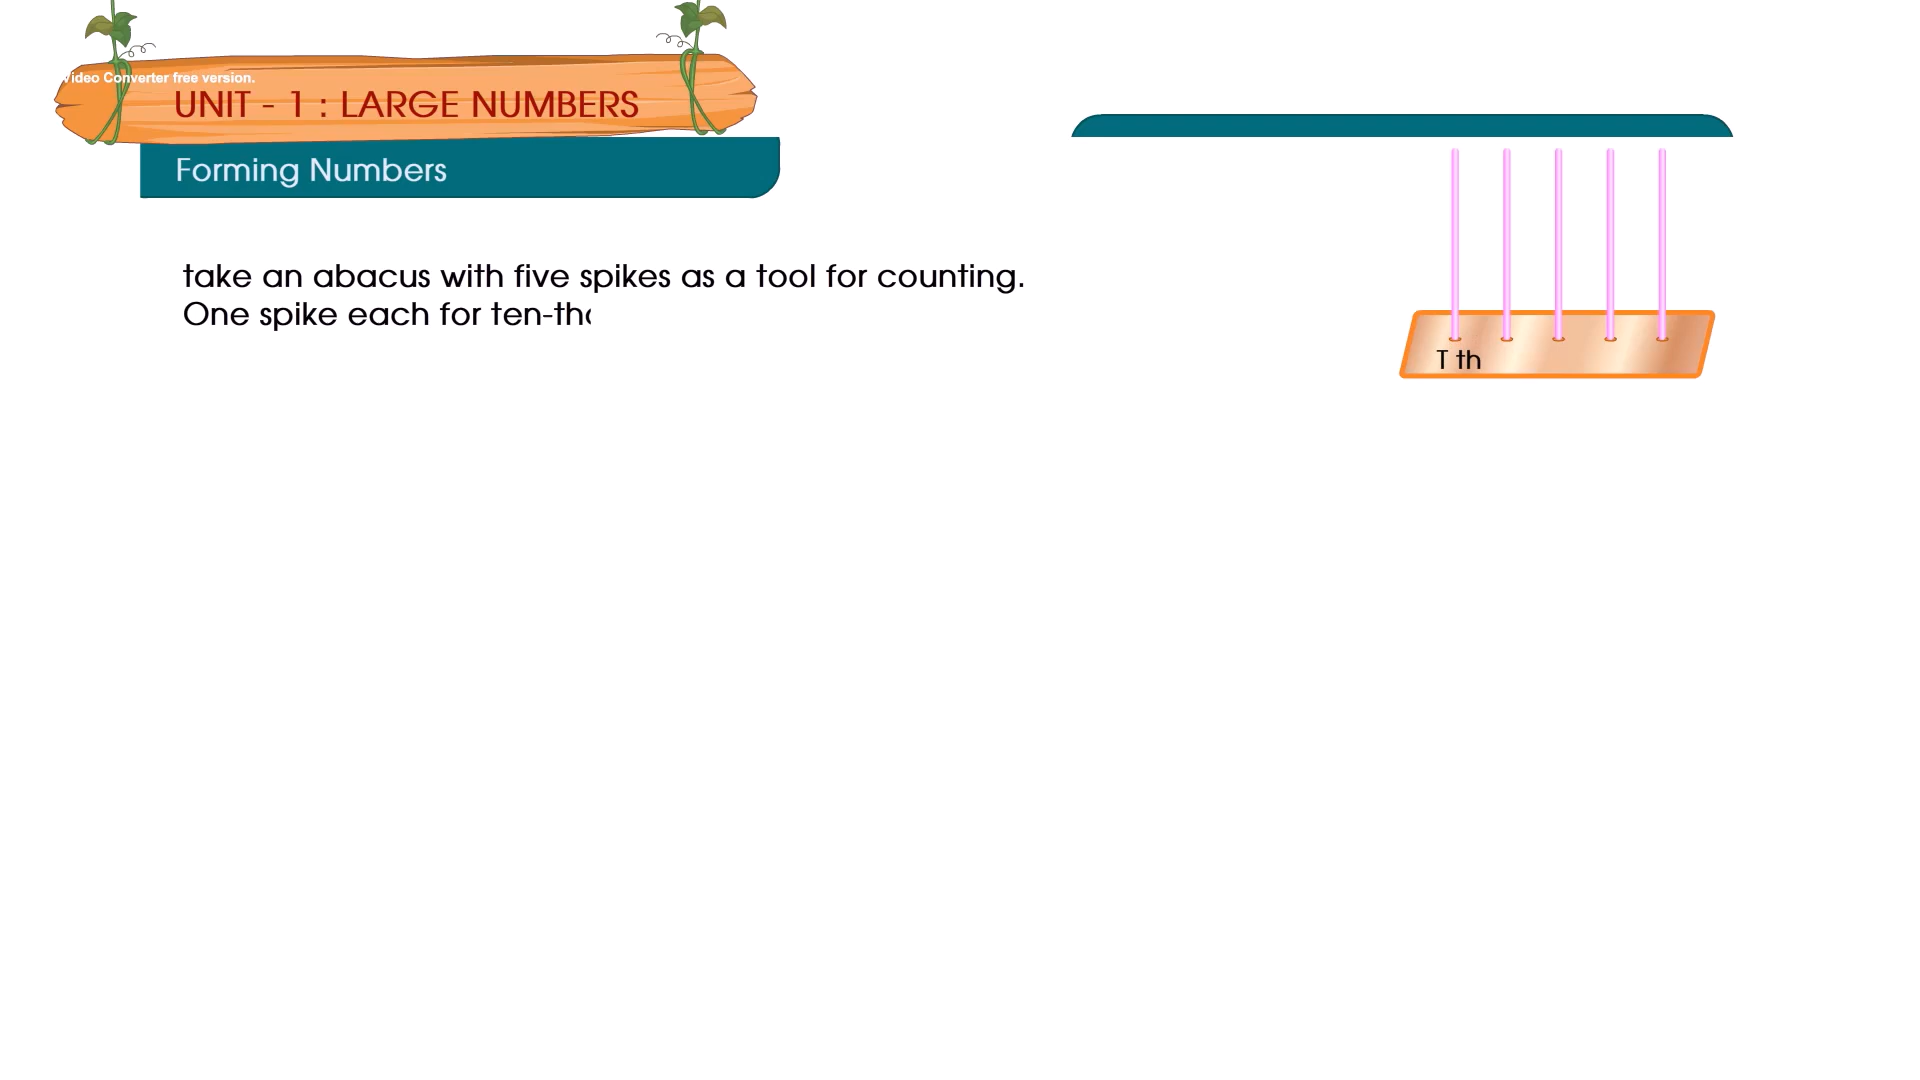 Video Converter free version.
UNIT - 1 : LARGE NUMBERS
Forming Numbers
take an abacus with five spikes as a tool for counting.
One spike each for
T th